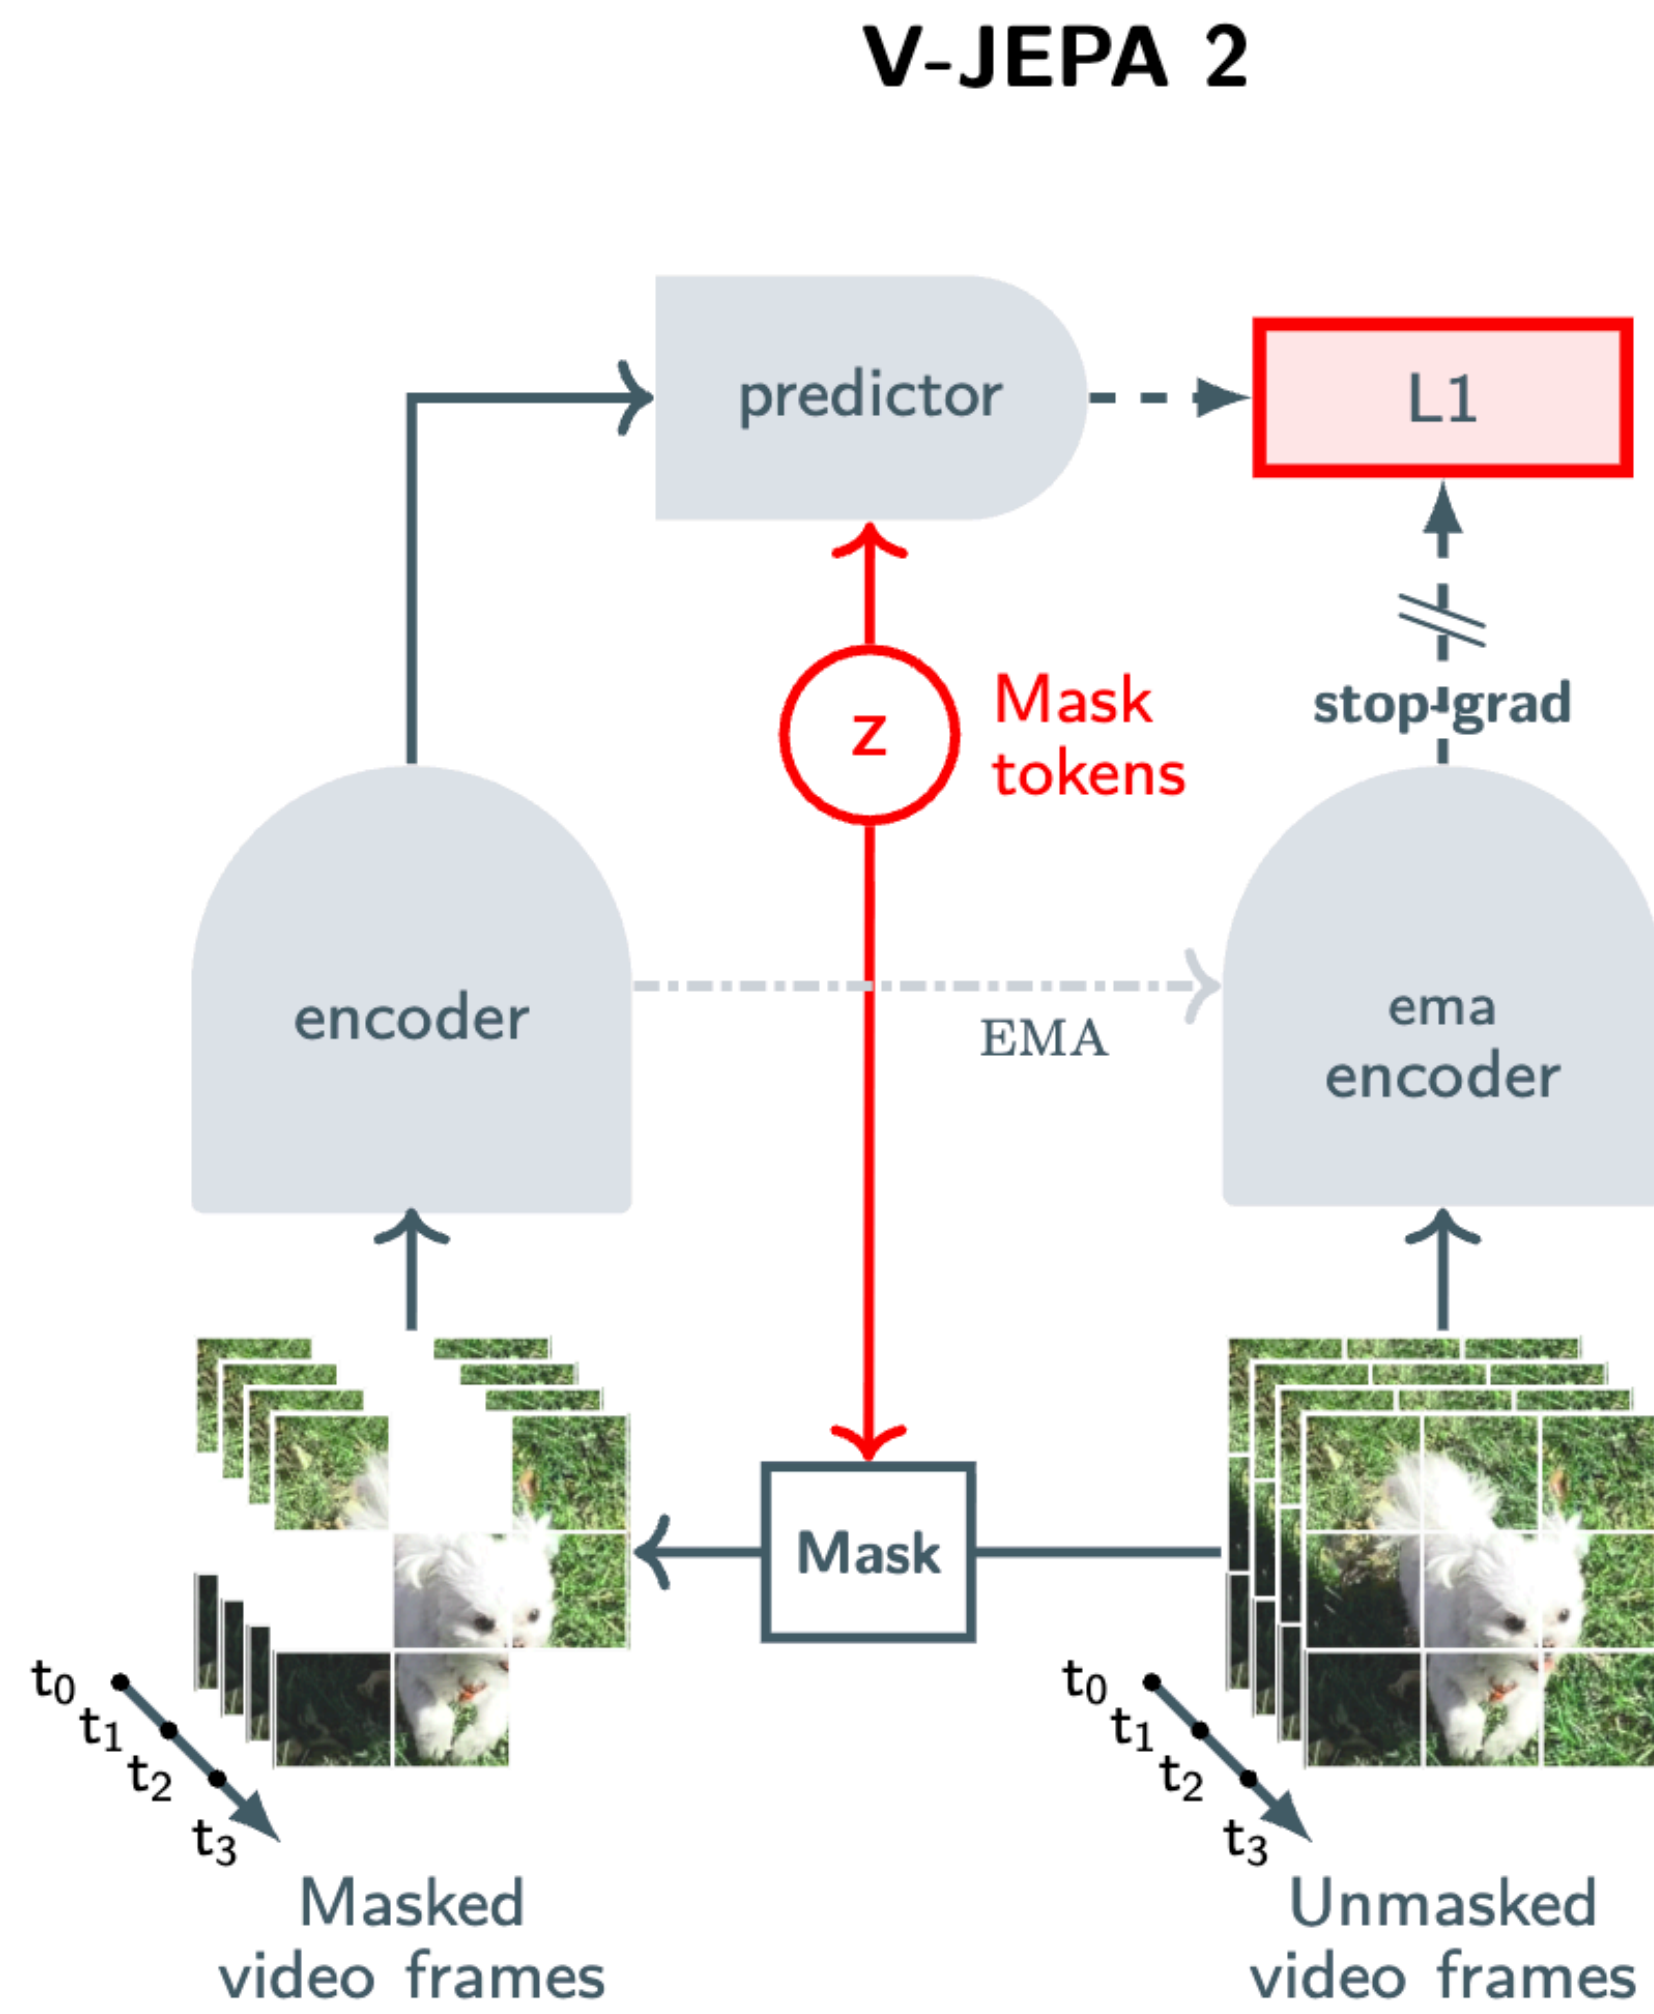 V-JEPA 2
predictor
L1
z
Mask
tokens
stop-grad
encoder
EMA
ema
encoder
Mask
t₀
t₁
t₂
t₃
Masked
video frames
t₀
t₁
t₂
t₃
Unmasked
video frames